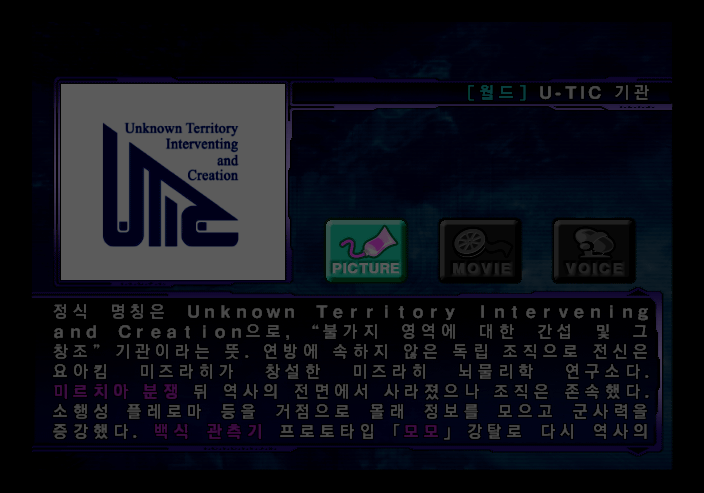 [월드] U-TIC 기관
Unknown Territory
Interventing
and
Creation
UTIC
PICTURE
MOVIE
VOICE
정식 명칭은 Unknown Territory Intervening
and Creation으로, “불가지 영역에 대한 간섭 및 그
창조” 기관이라는 뜻. 연방에 속하지 않은 독립 조직으로 전신은
요아킴 미즈라히가 창설한 미즈라히 뇌물리학 연구소다.
미르치아 분쟁 뒤 역사의 전면에서 사라졌으나 조직은 존속했다.
소행성 플레로마 등을 거점으로 몰래 정보를 모으고 군사력을
증강했다. 백식 관측기 프로토타입 「모모」 강탈로 다시 역사의